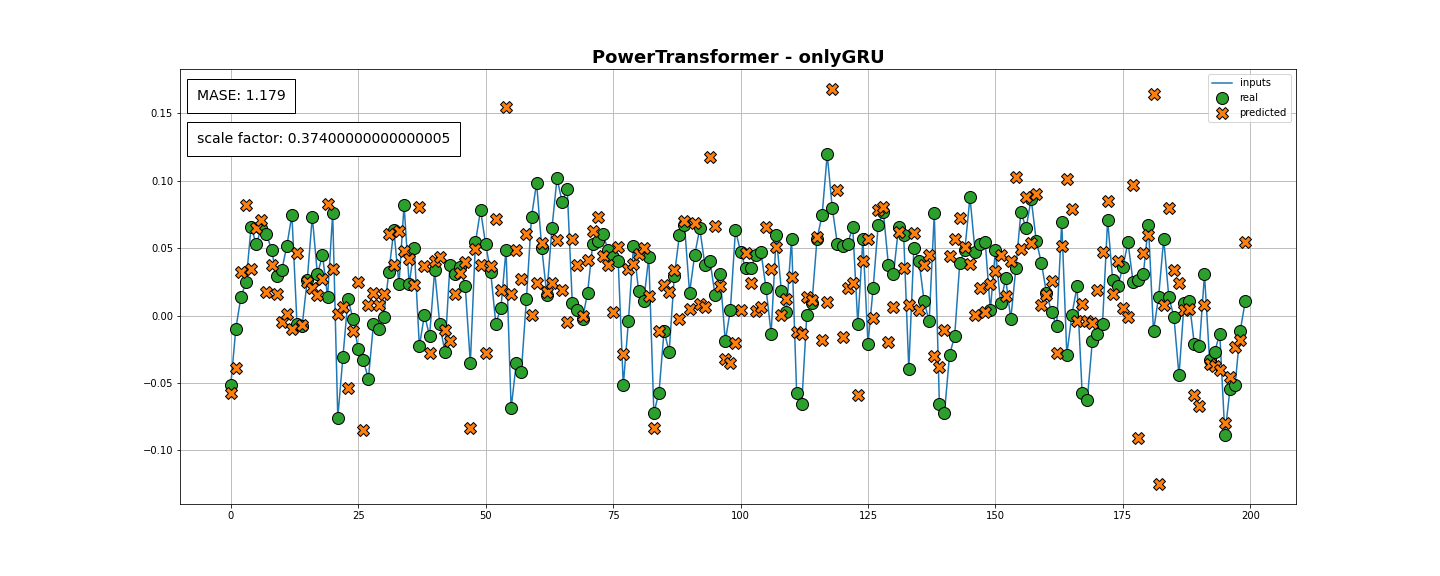 PowerTransformer - onlyGRU
MASE: 1.179
scale factor: 0.37400000000000005
inputs
real
predicted
0.15
0.10
0.05
0.00
−0.05
−0.10
0 25 50 75 100 125 150 175 200